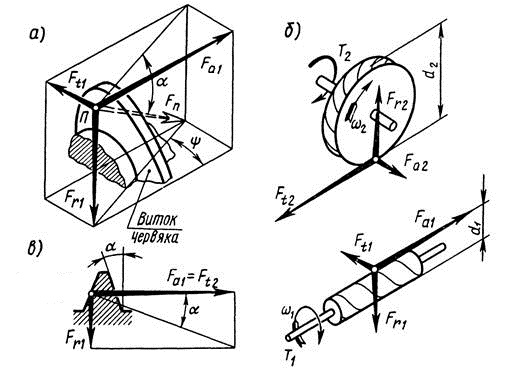 а)
F_t1
α
F_a1
П
F_n
ψ
F_r1
Виток
червяка
б)
T_2
d_2
F_r2
ω_2
F_a2
F_t2
F_a1
d_1
F_t1
ω_1
F_r1
T_1
в)
α
F_a1 = F_t2
α
F_r1